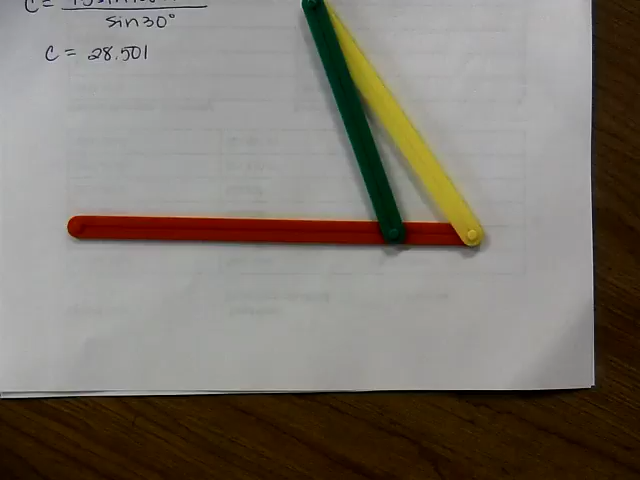 C =
sin30°
C = 28.501